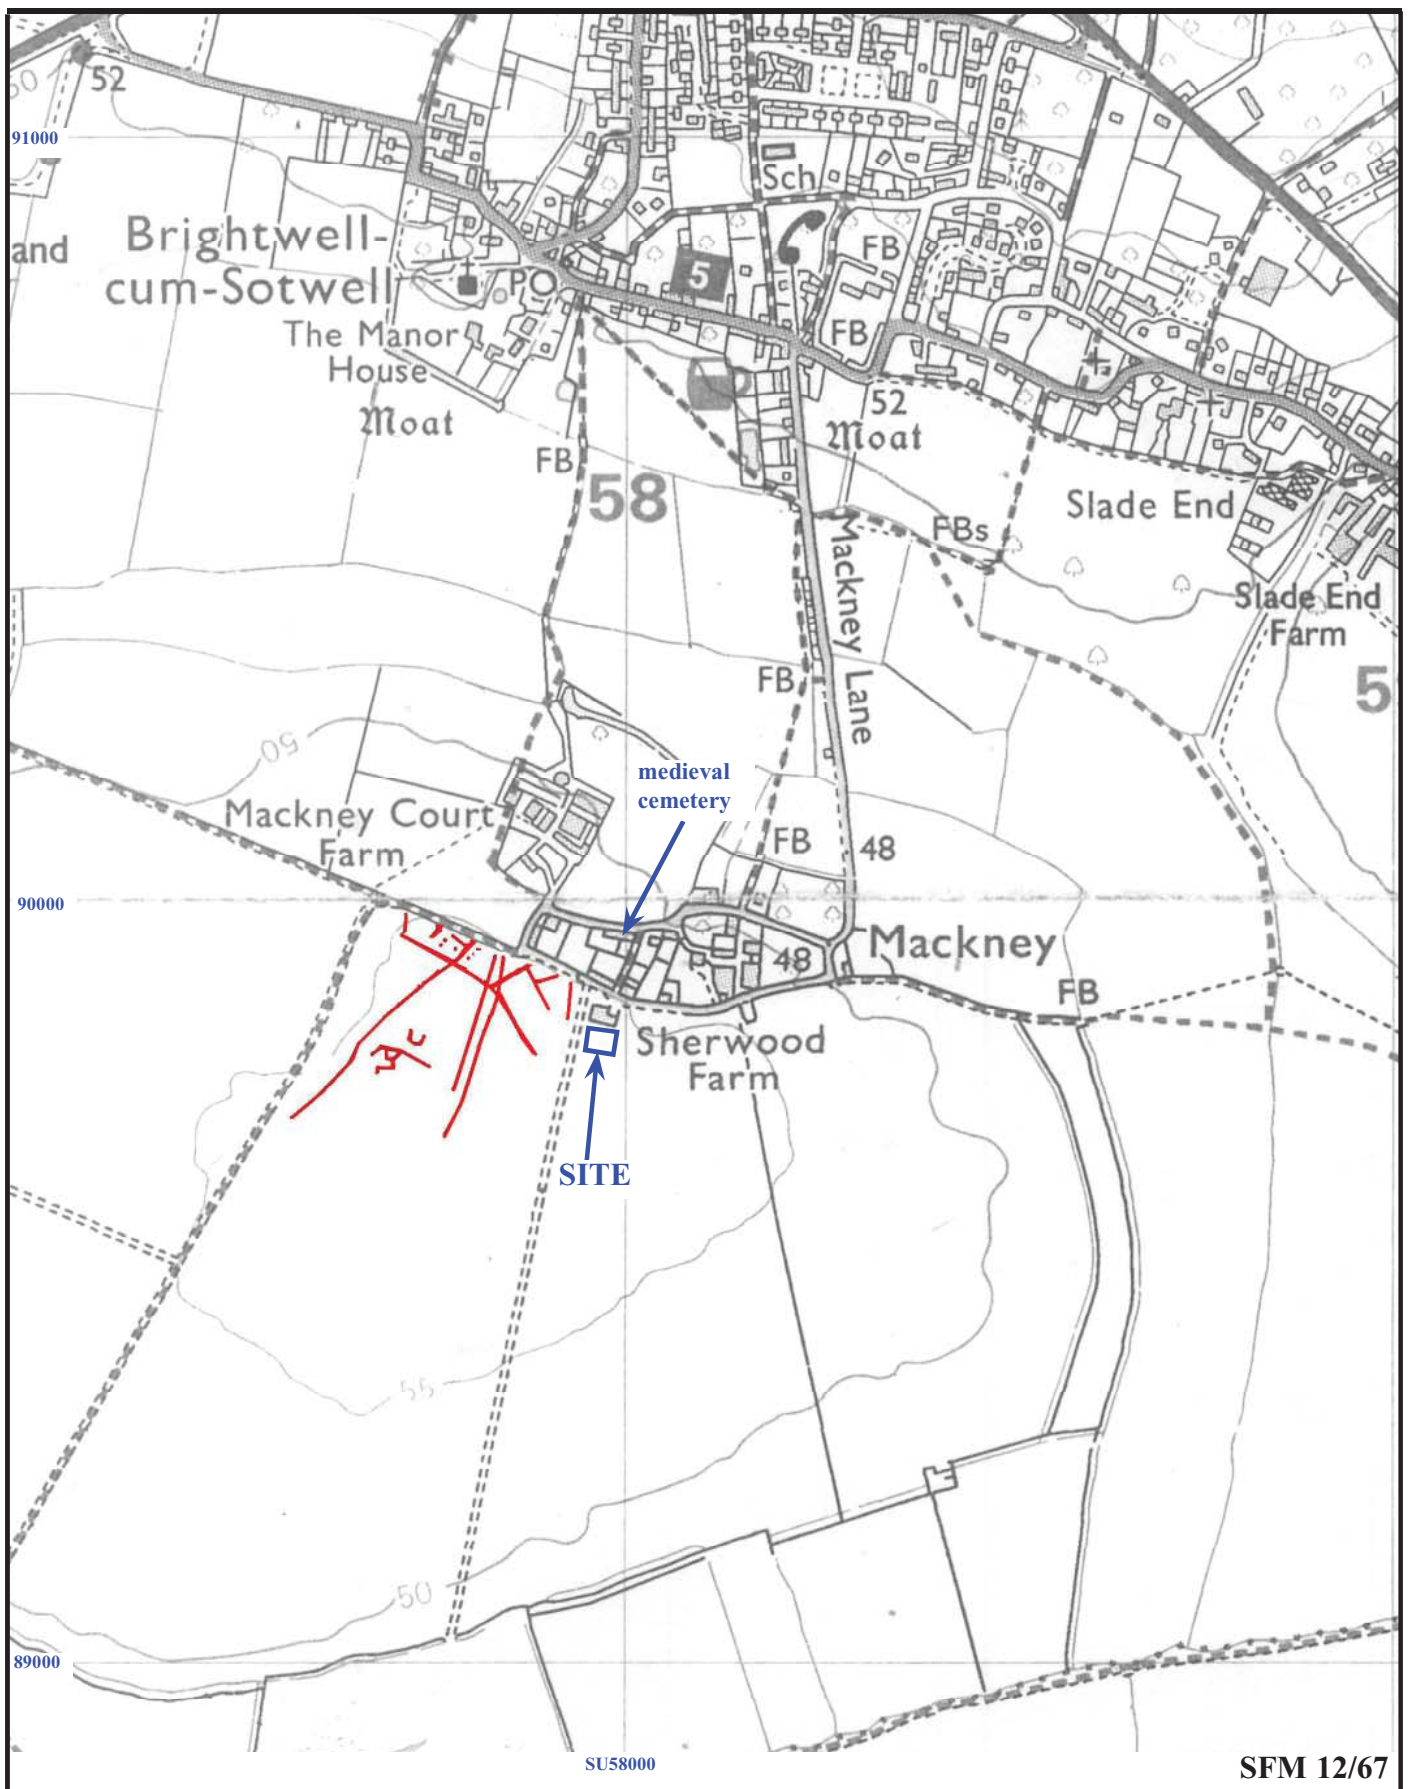 50
52
91000
Sch
and
Brightwell-
cum-Sotwell
PO
5
FB
The Manor
House
Moat
FB
52
Moat
FB
58
Mackney Lane
FBs
Slade End
Slade End
Farm
FB
5
50
medieval
cemetery
Mackney Court
Farm
FB
48
90000
48
Mackney
FB
Sherwood
Farm
SITE
55
50
89000
SU58000
SFM 12/67